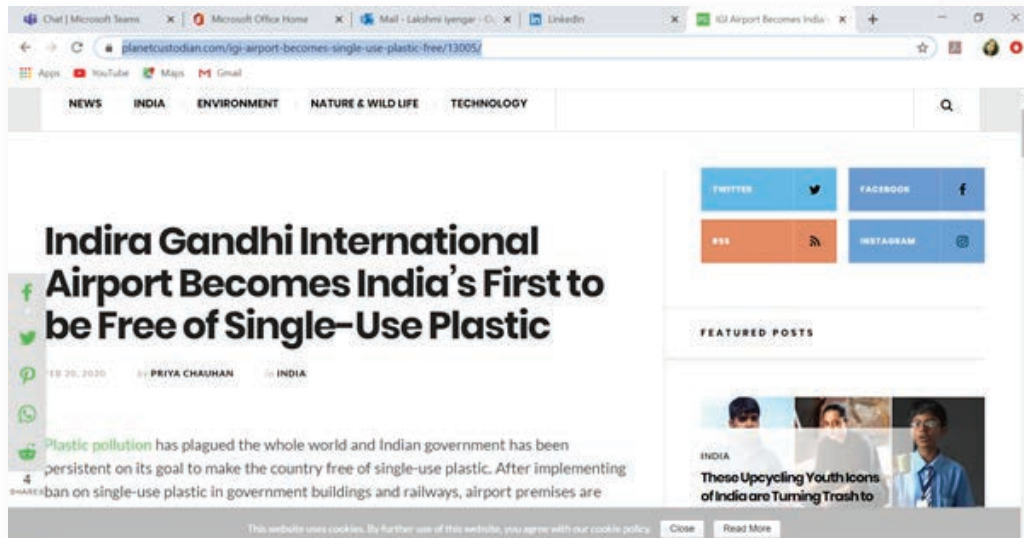 Chat | Microsoft Teams
Microsoft Office Home
Mail - Lakshmi iyengar - O
LinkedIn
IGI Airport Becomes India
planetcustodian.com/igi-airport-becomes-single-use-plastic-free/13005/
Apps YouTube Maps Gmail
NEWS INDIA ENVIRONMENT NATURE & WILD LIFE TECHNOLOGY
TWITTER FACEBOOK
RSS INSTAGRAM
Indira Gandhi International
Airport Becomes India's First to
be Free of Single-Use Plastic
FEB 20, 2020 by PRIYA CHAUHAN in INDIA
FEATURED POSTS
Plastic pollution has plagued the whole world and Indian government has been
persistent on its goal to make the country free of single-use plastic. After implementing
ban on single-use plastic in government buildings and railways, airport premises are
4
SHARES
INDIA
These Upcycling Youth Icons
of India are Turning Trash to
This website uses cookies. By further use of this website, you agree with our cookie policy. Close Read More